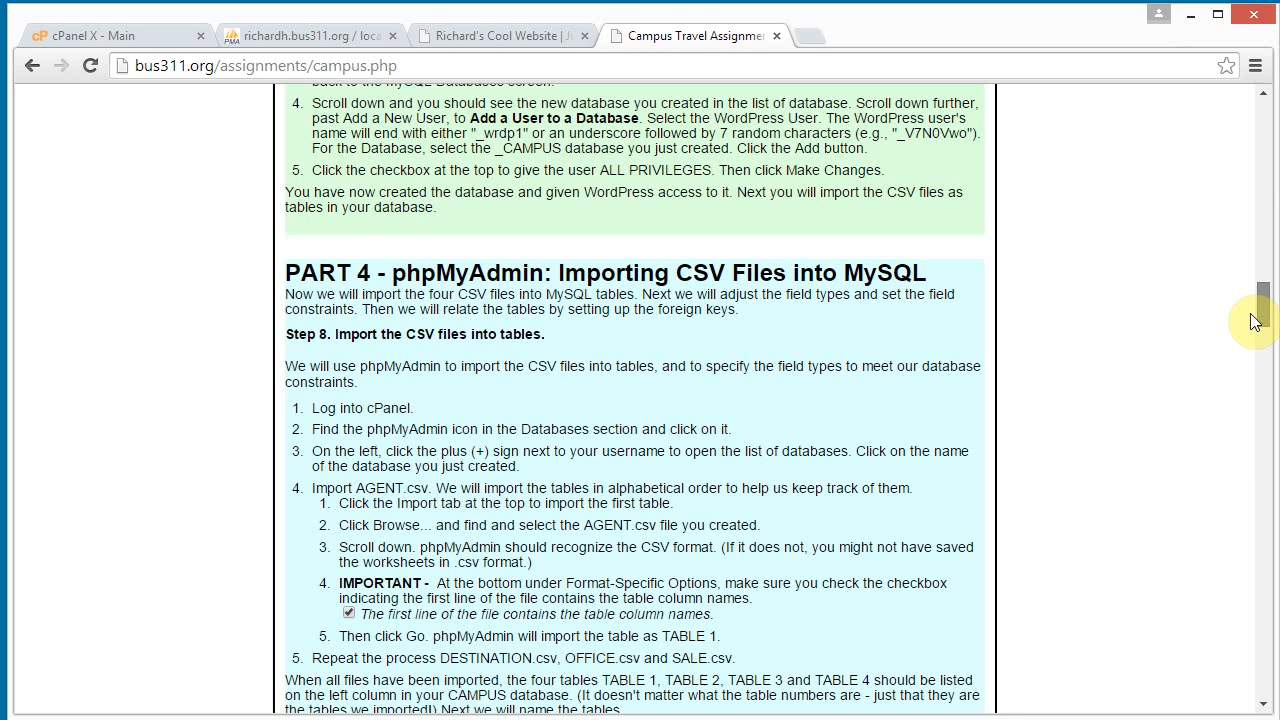 cP cPanel X - Main
PMA richardh.bus311.org / loca
Richard's Cool Website | Ju
Campus Travel Assignme
bus311.org/assignments/campus.php
back to the MySQL Databases screen.
4. Scroll down and you should see the new database you created in the list of database. Scroll down further,
past Add a New User, to Add a User to a Database. Select the WordPress User. The WordPress user's
name will end with either "_wrdp1" or an underscore followed by 7 random characters (e.g., "_V7N0Vwo").
For the Database, select the _CAMPUS database you just created. Click the Add button.
5. Click the checkbox at the top to give the user ALL PRIVILEGES. Then click Make Changes.
You have now created the database and given WordPress access to it. Next you will import the CSV files as
tables in your database.
PART 4 - phpMyAdmin: Importing CSV Files into MySQL
Now we will import the four CSV files into MySQL tables. Next we will adjust the field types and set the field
constraints. Then we will relate the tables by setting up the foreign keys.
Step 8. Import the CSV files into tables.
We will use phpMyAdmin to import the CSV files into tables, and to specify the field types to meet our database
constraints.
1. Log into cPanel.
2. Find the phpMyAdmin icon in the Databases section and click on it.
3. On the left, click the plus (+) sign next to your username to open the list of databases. Click on the name
of the database you just created.
4. Import AGENT.csv. We will import the tables in alphabetical order to help us keep track of them.
1. Click the Import tab at the top to import the first table.
2. Click Browse... and find and select the AGENT.csv file you created.
3. Scroll down. phpMyAdmin should recognize the CSV format. (If it does not, you might not have saved
the worksheets in .csv format.)
4. IMPORTANT - At the bottom under Format-Specific Options, make sure you check the checkbox
indicating the first line of the file contains the table column names.
The first line of the file contains the table column names.
5. Then click Go. phpMyAdmin will import the table as TABLE 1.
5. Repeat the process DESTINATION.csv, OFFICE.csv and SALE.csv.
When all files have been imported, the four tables TABLE 1, TABLE 2, TABLE 3 and TABLE 4 should be listed
on the left column in your CAMPUS database. (It doesn't matter what the table numbers are - just that they are
the tables we imported!) Next we will name the tables.